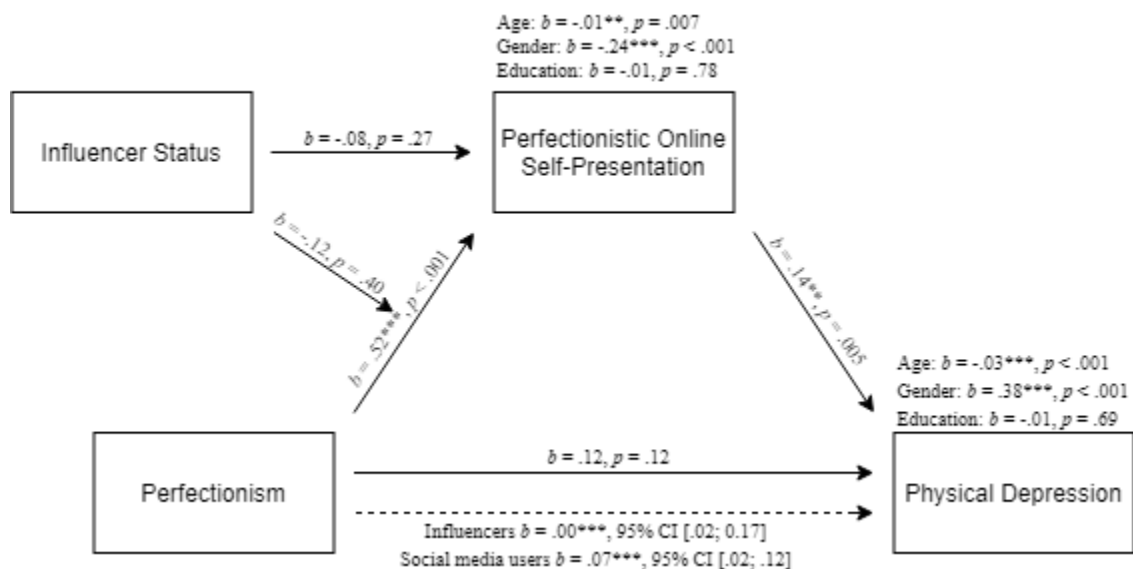 Age: b = -.01**, p = .007
Gender: b = -.24***, p < .001
Education: b = -.01, p = .78
Influencer Status
b = -.08, p = .27
Perfectionistic Online
Self-Presentation
b = -.12, p = .40
b = .52***, p < .001
b = .14**, p = .005
Age: b = -.03***, p < .001
Gender: b = .38***, p < .001
Education: b = -.01, p = .69
Perfectionism
b = .12, p = .12
Physical Depression
Influencers b = .00***, 95% CI [.02; 0.17]
Social media users b = .07***, 95% CI [.02; .12]